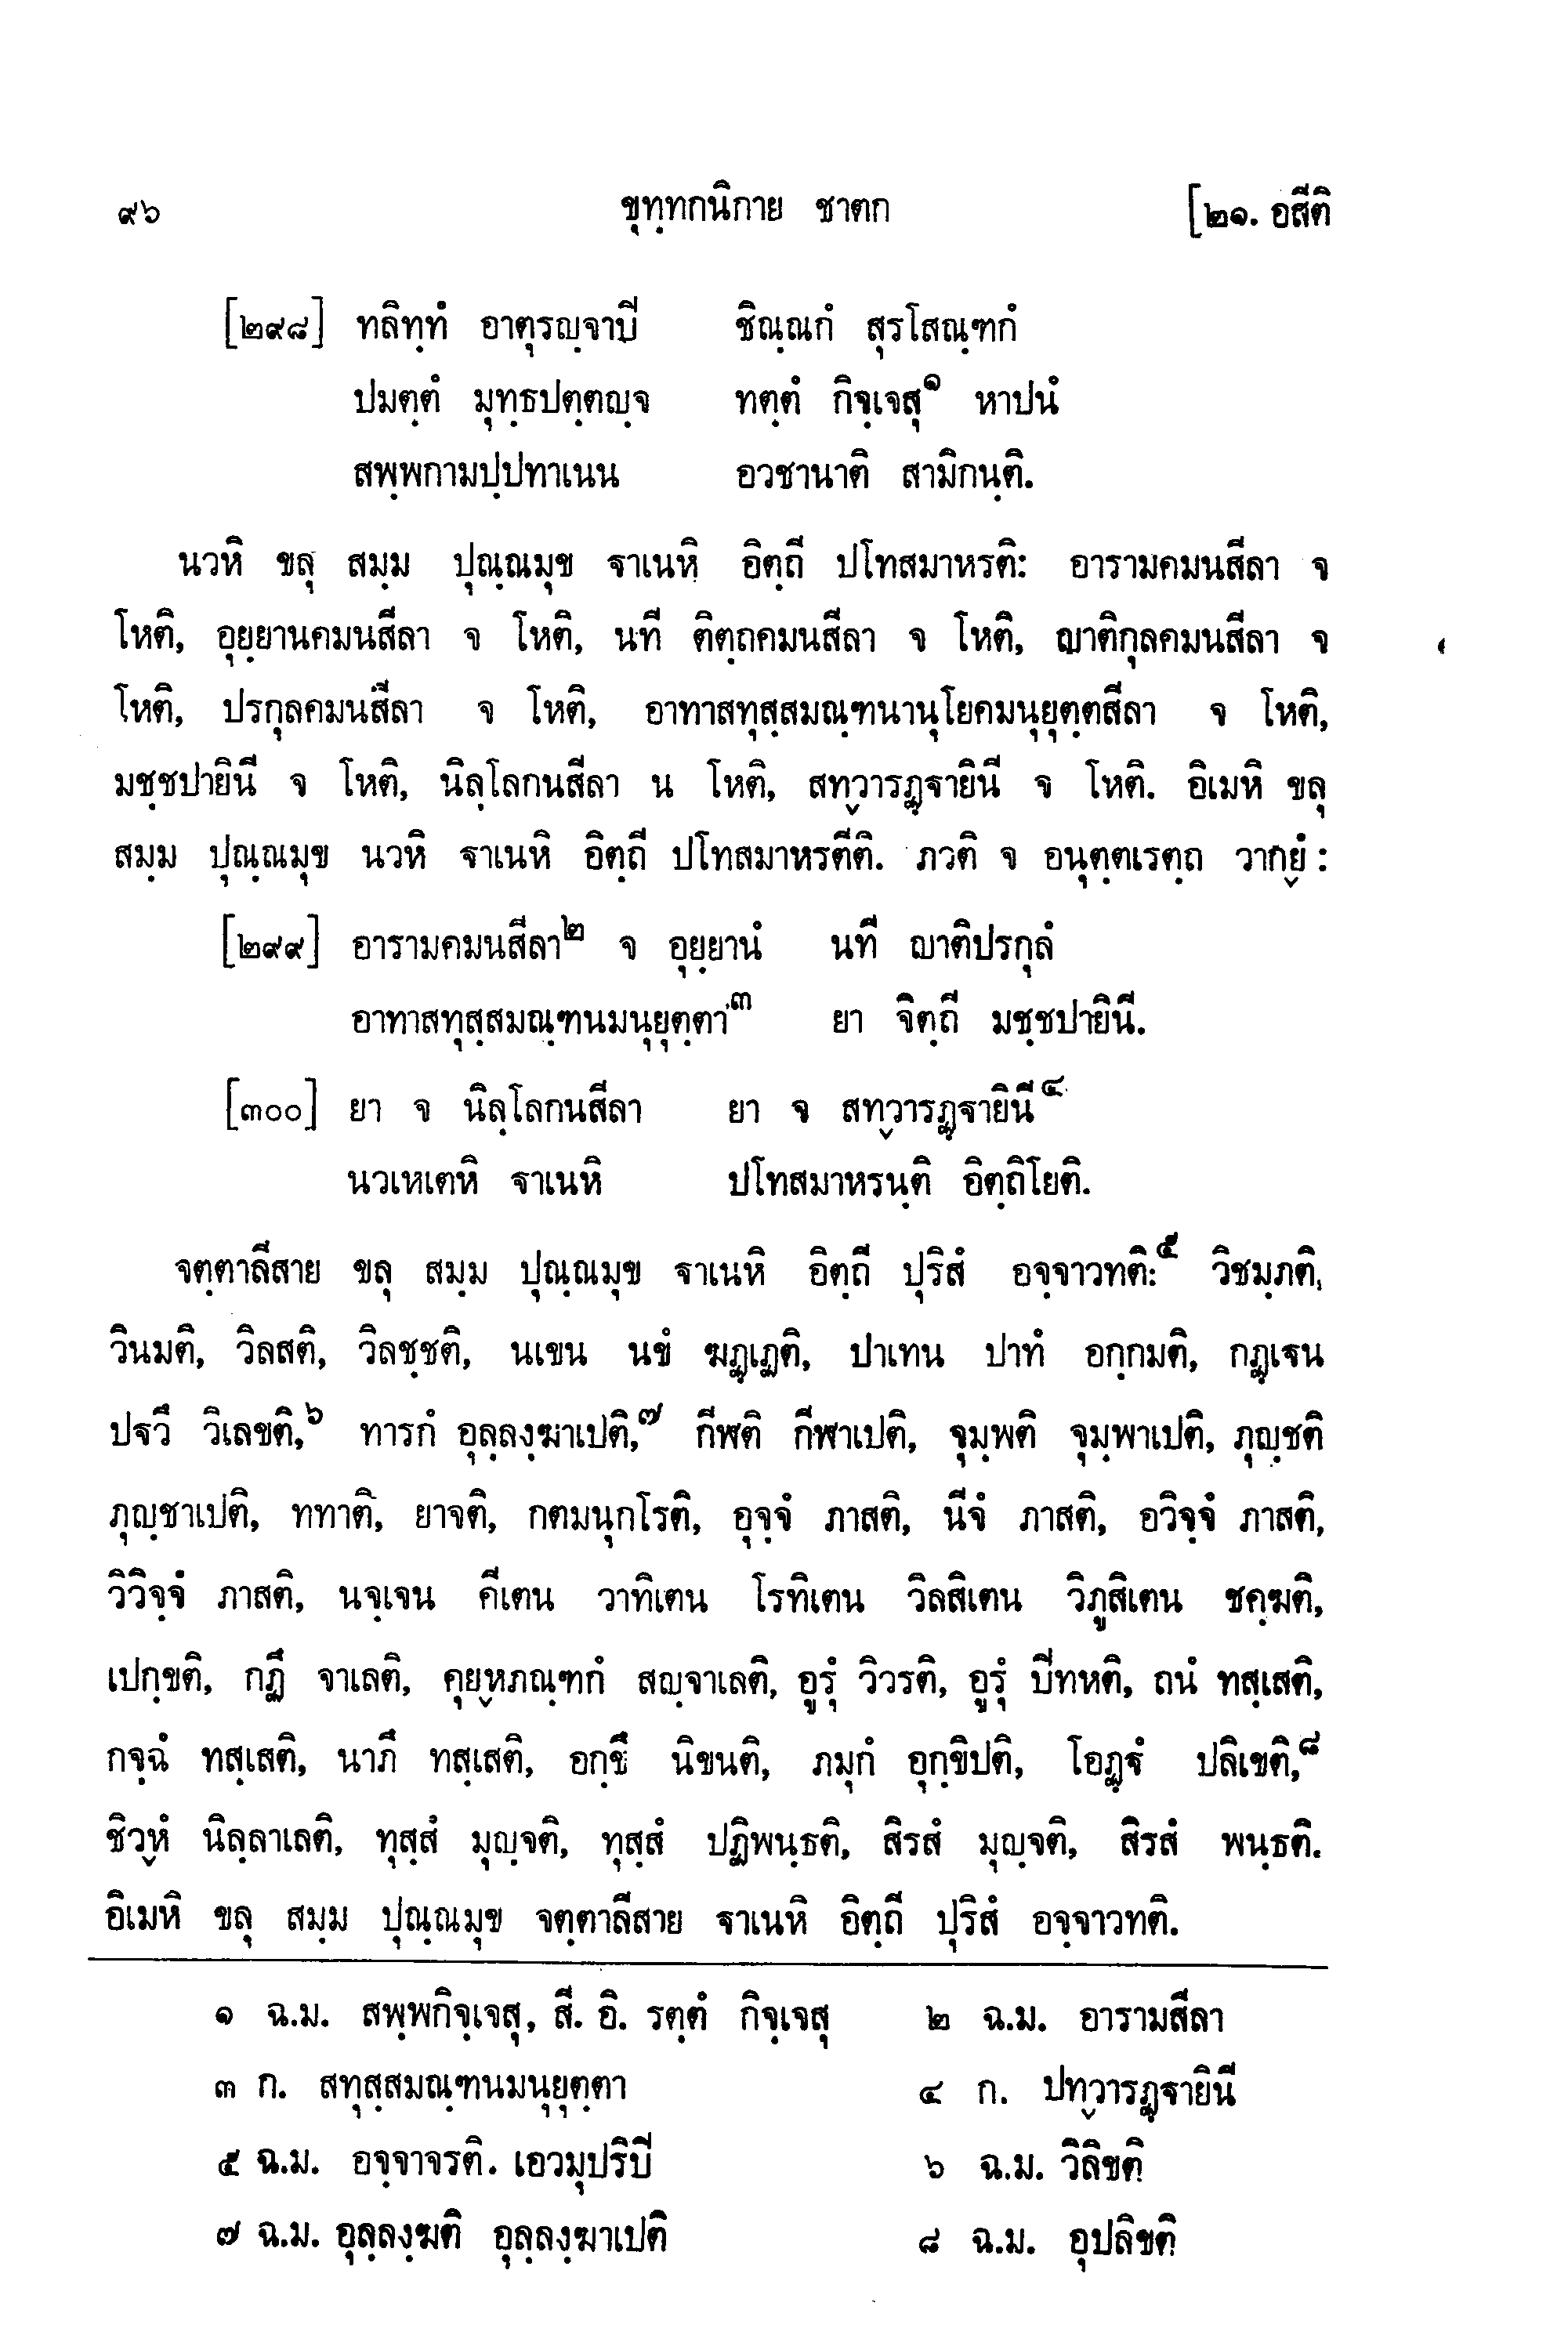 ๙๖ ขุทฺทกนิกาย ชาตก [๒๑. อสีติ
[๒๙๘] ทลิทฺทํ อาตุรญฺจาปิ ชิณฺณกํ สุรโสณฺฑกํ
ปมตฺตํ มุทฺธปตฺตญฺจ ทตฺตํ กิจฺเจสุ๑ หาปนํ
สพฺพกามปฺปทาเนน อวชานาติ สามิกนฺติ.
นวหิ ขลุ สมฺม ปุณฺณมุข ฐาเนหิ อิตฺถี ปโทสมาหรติ: อารามคมนสีลา จ
โหติ, อุยฺยานคมนสีลา จ โหติ, นที ติตฺถคมนสีลา จ โหติ, ญาติกุลคมนสีลา จ
โหติ, ปรกุลคมนสีลา จ โหติ, อาทาสทุสฺสมณฺฑนานุโยคมนุยุตฺตสีลา จ โหติ,
มชฺชปายินี จ โหติ, นิลฺโลกนสีลา น โหติ, สทฺวารฏฺฐายินี จ โหติ. อิเมหิ ขลุ
สมฺม ปุณฺณมุข นวหิ ฐาเนหิ อิตฺถี ปโทสมาหรตีติ. ภวติ จ อนุตฺตเรตฺถ วากฺยํ:
[๒๙๙] อารามคมนสีลา๒ จ อุยฺยานํ นที ญาติปรกุลํ
อาทาสทุสฺสมณฺฑนมนุยุตฺตา๓ ยา จิตฺถี มชฺชปายินี.
[๓๐๐] ยา จ นิลฺโลกนสีลา ยา จ สทฺวารฏฺฐายินี๔
นวเหเตหิ ฐาเนหิ ปโทสมาหรนฺติ อิตฺถิโยติ.
จตฺตาลีสาย ขลุ สมฺม ปุณฺณมุข ฐาเนหิ อิตฺถี ปุริสํ อจฺจาวทติ:๕ วิชมฺภติ,
วินมติ, วิลสติ, วิลชฺชติ, นเขน นขํ ฆฏฺเฏติ, ปาเทน ปาทํ อกฺกมติ, กฏฺเฐน
ปฐวึ วิเลขติ,๖ ทารกํ อุลฺลงฺฆาเปติ,๗ กีฬติ กีฬาเปติ, จุมฺพติ จุมฺพาเปติ, ภุญฺชติ
ภุญฺชาเปติ, ททาติ, ยาจติ, กตมนุกโรติ, อุจฺจํ ภาสติ, นีจํ ภาสติ, อวิจฺจํ ภาสติ,
วิวิจฺจํ ภาสติ, นจฺเจน คีเตน วาทิเตน โรทิเตน วิลสิเตน วิภูสิเตน ชคฺฆติ,
เปกฺขติ, กฏึ จาเลติ, คุยฺหภณฺฑกํ สญฺจาเลติ, อูรุํ วิวรติ, อูรุํ ปิทหติ, ถนํ ทสฺเสติ,
กจฺฉํ ทสฺเสติ, นาภึ ทสฺเสติ, อกฺขึ นิขนติ, ภมุกํ อุกฺขิปติ, โอฏฺฐํ ปลิเขติ,๘
ชิวฺหํ นิลฺลาเลติ, ทุสฺสํ มุญฺจติ, ทุสฺสํ ปฏิพนฺธติ, สิรสํ มุญฺจติ, สิรสํ พนฺธติ.
อิเมหิ ขลุ สมฺม ปุณฺณมุข จตฺตาลีสาย ฐาเนหิ อิตฺถี ปุริสํ อจฺจาวทติ.
๑ ฉ.ม. สพฺพกิจฺเจสุ, สี. อิ. รตฺตํ กิจฺเจสุ ๒ ฉ.ม. อารามสีลา
๓ ก. สทุสฺสมณฺฑนมนุยุตฺตา ๔ ก. ปทฺวารฏฺฐายินี
๕ ฉ.ม. อจฺจาจรติ. เอวมุปริปิ ๖ ฉ.ม. วิลิขติ
๗ ฉ.ม. อุลฺลงฺฆติ อุลฺลงฺฆาเปติ ๘ ฉ.ม. อุปลิขติ